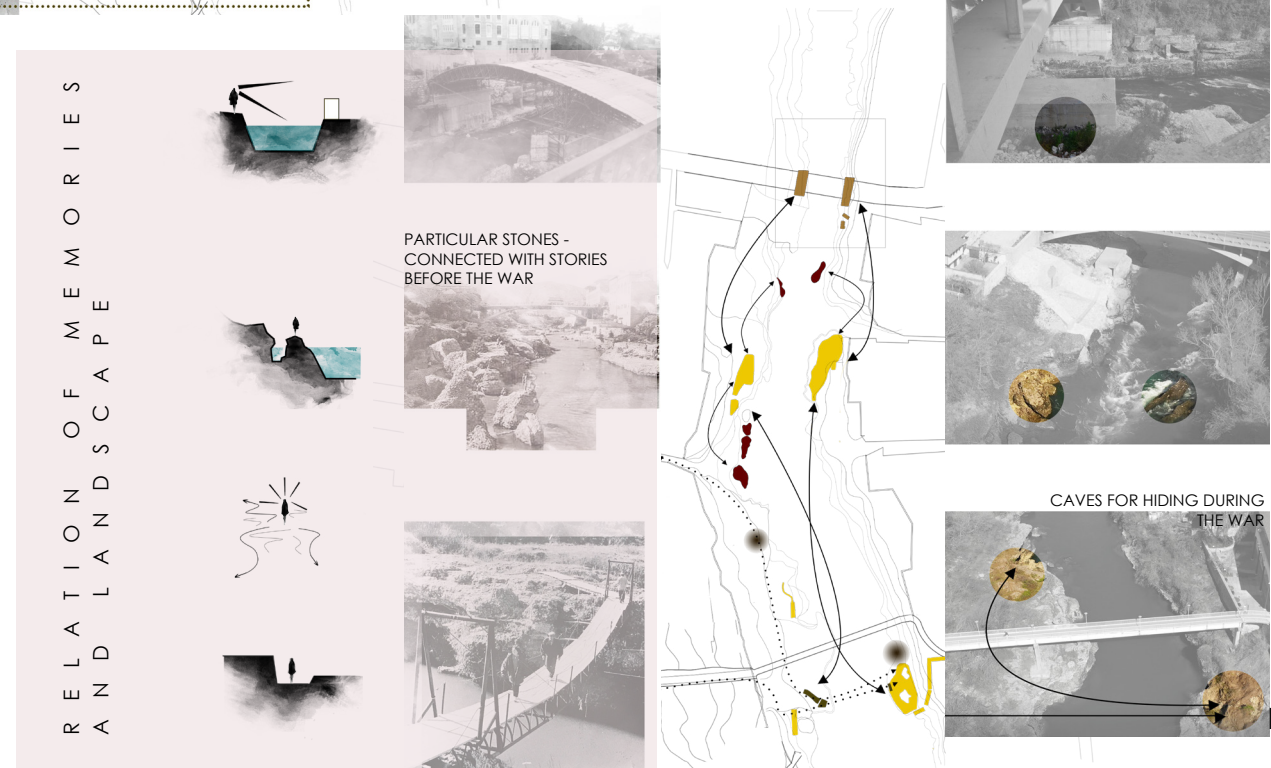 RELATION OF MEMORIES
AND LANDSCAPE
PARTICULAR STONES -
CONNECTED WITH STORIES
BEFORE THE WAR
CAVES FOR HIDING DURING
THE WAR